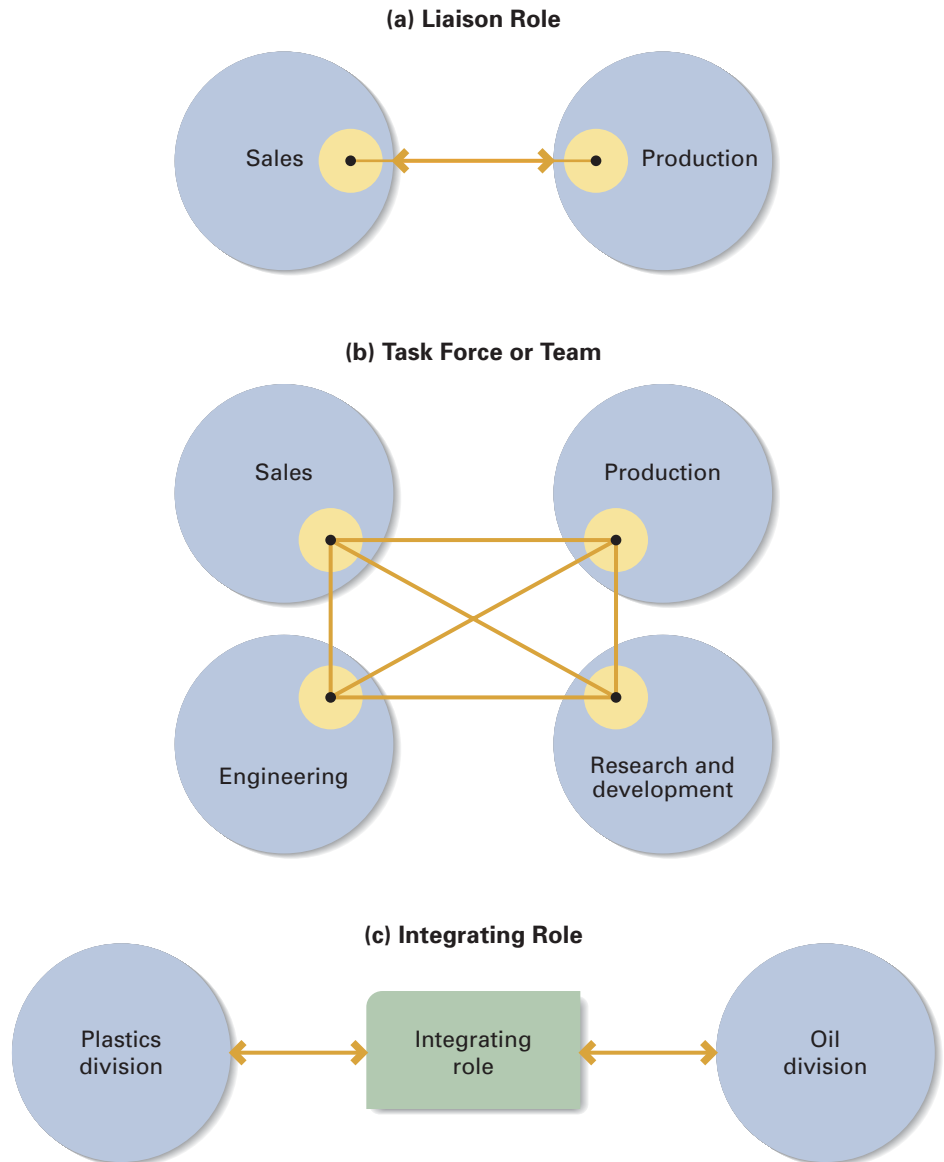 (a) Liaison Role
Sales
Production
(b) Task Force or Team
Sales
Production
Engineering
Research and
development
(c) Integrating Role
Plastics
division
Integrating
role
Oil
division